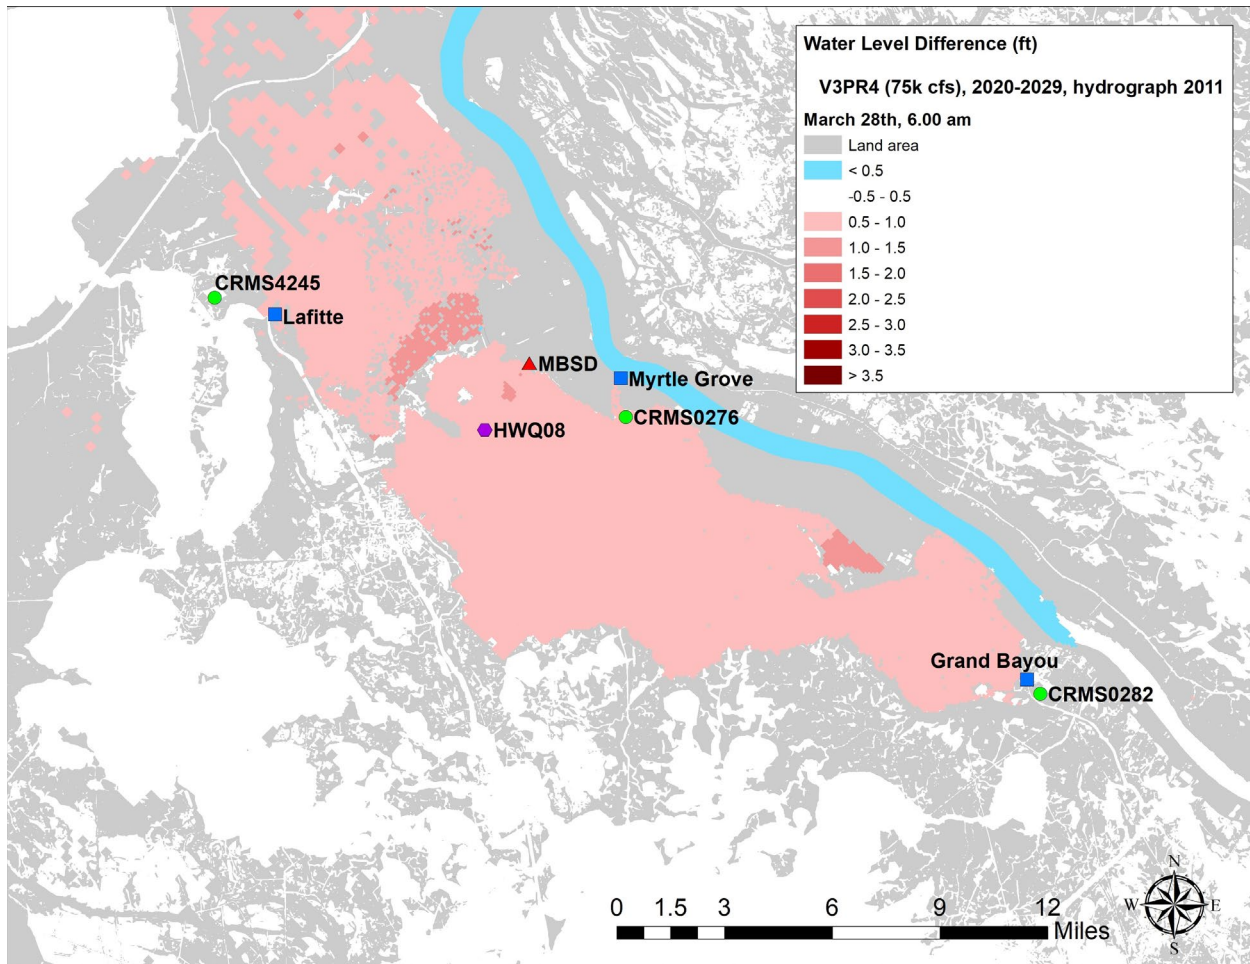 Water Level Difference (ft)
V3PR4 (75k cfs), 2020-2029, hydrograph 2011
March 28th, 6.00 am
Land area
< 0.5
-0.5 - 0.5
0.5 - 1.0
1.0 - 1.5
1.5 - 2.0
2.0 - 2.5
2.5 - 3.0
3.0 - 3.5
> 3.5
CRMS4245
Lafitte
MBSD
Myrtle Grove
CRMS0276
HWQ08
Grand Bayou
CRMS0282
N
W E
S
0 1.5 3 6 9 12
Miles